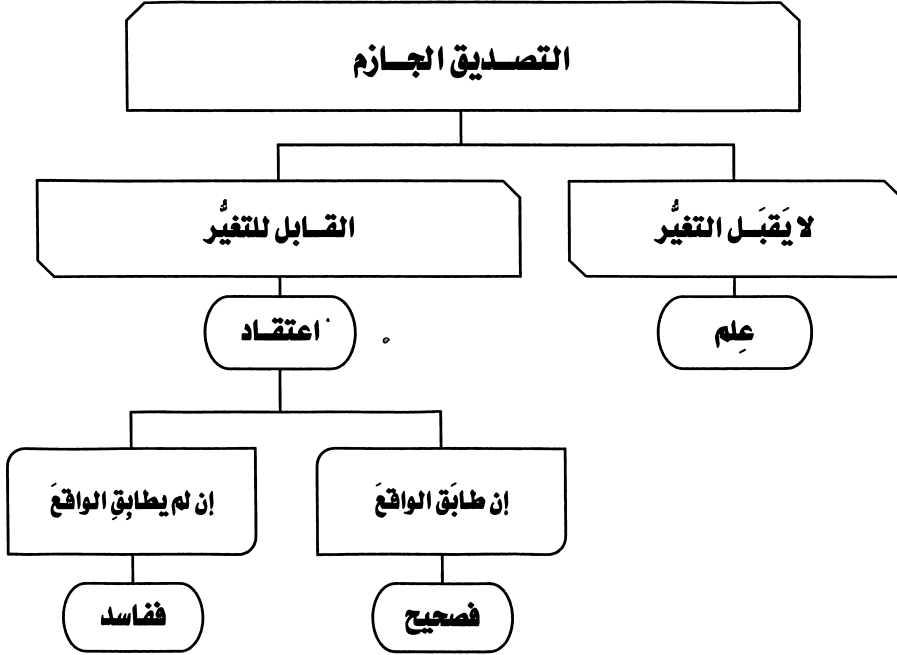 التصديق الجازم
لا يَقبَل التغيُّر
القابل للتغيُّر
عِلم
اعتقاد
إن طابَق الواقعَ
إن لم يطابِقِ الواقعَ
فصحيح
ففاسد